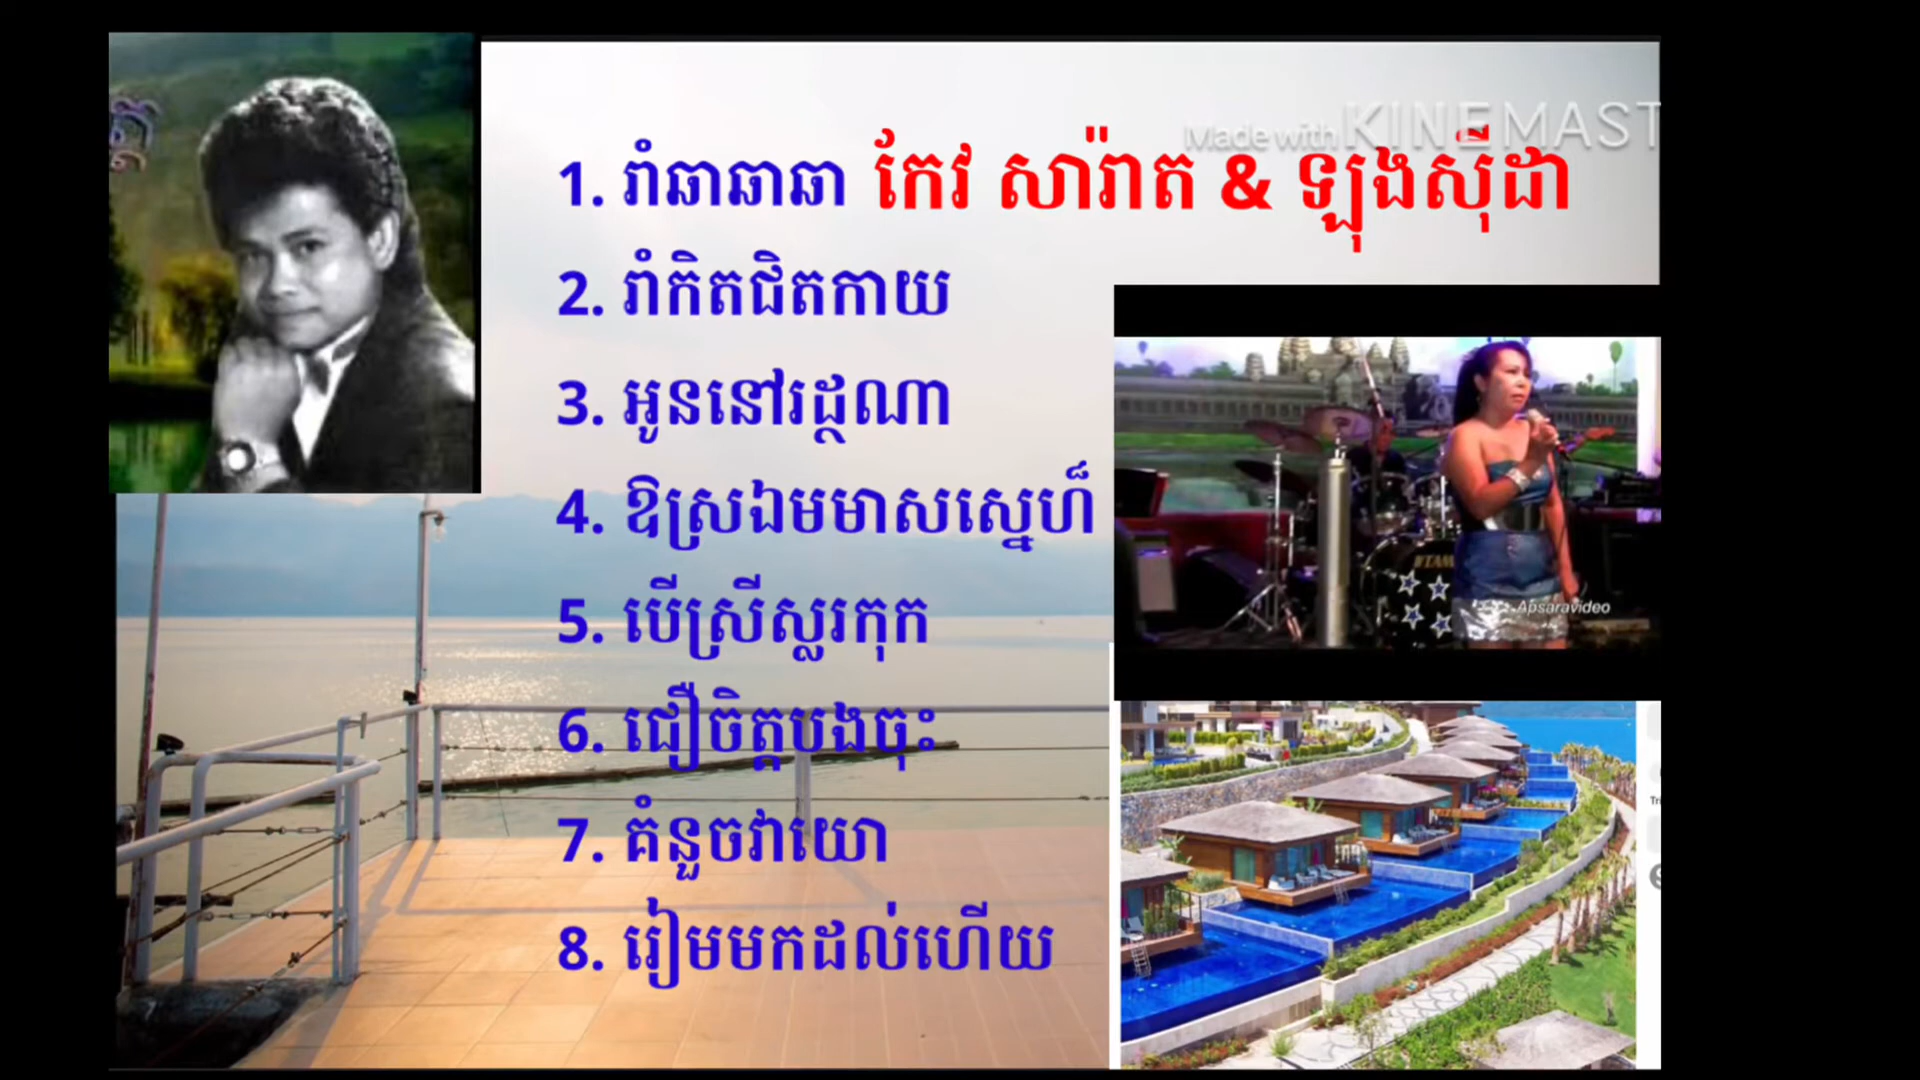 Made with KINEMAST
1. រាំឆាឆាឆា កែវ សារ៉ាត & ឡុងស៊ីដា
2. រាំកិតជិតកាយ
3. អូននៅរដ្ឋណា
4. ឱស្រឯមមាសស្នេហ៏
5. បើស្រីស្លរកកុក
6. ជឿចិត្តបងចុះ
7. គំនួចវាយោ
8. រៀមមកដល់ហើយ
TAMA
Apsaravideo